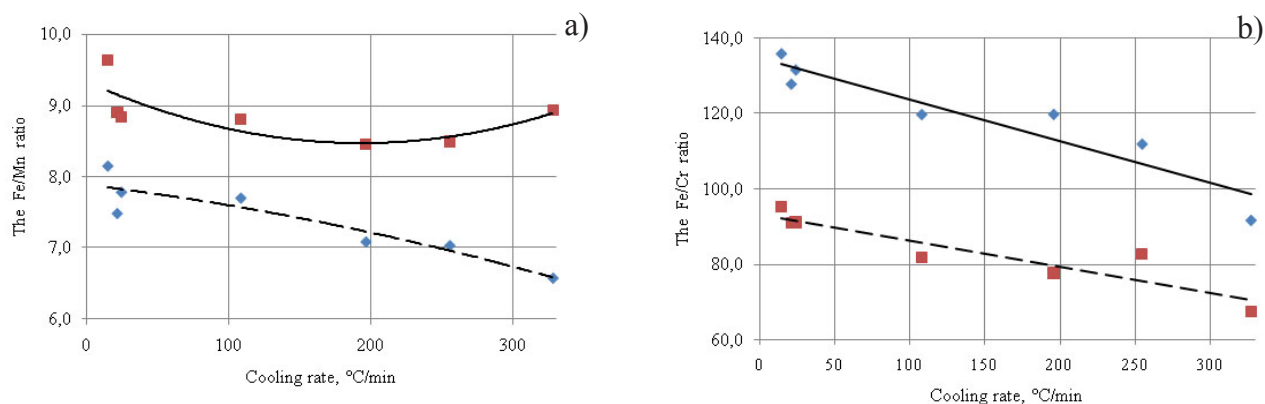 a)
10,0
9,0
8,0
7,0
6,0
The Fe/Mn ratio
0 100 200 300
Cooling rate, °C/min
b)
140,0
120,0
100,0
80,0
60,0
The Fe/Cr ratio
0 50 100 150 200 250 300
Cooling rate, °C/min